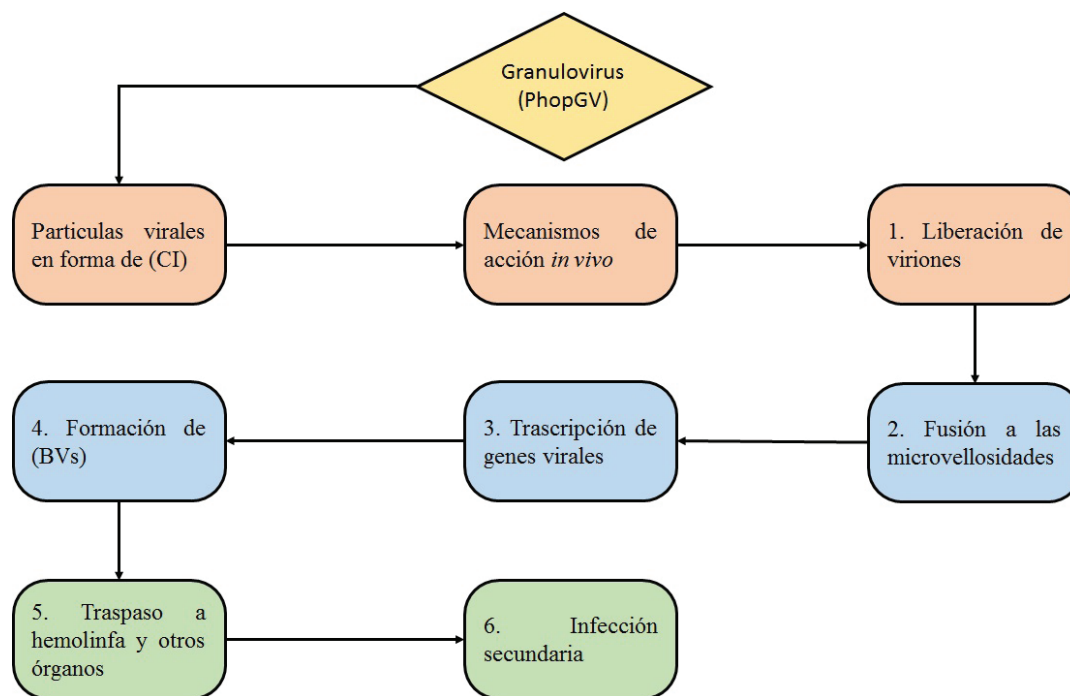 Granulovirus
(PhopGV)
Particulas virales
en forma de (CI)
Mecanismos de
acción in vivo
1. Liberación de
viriones
4. Formación de
(BVs)
3. Trascripción de
genes virales
2. Fusión a las
microvellosidades
5. Traspaso a
hemolinfa y otros
órganos
6. Infección
secundaria